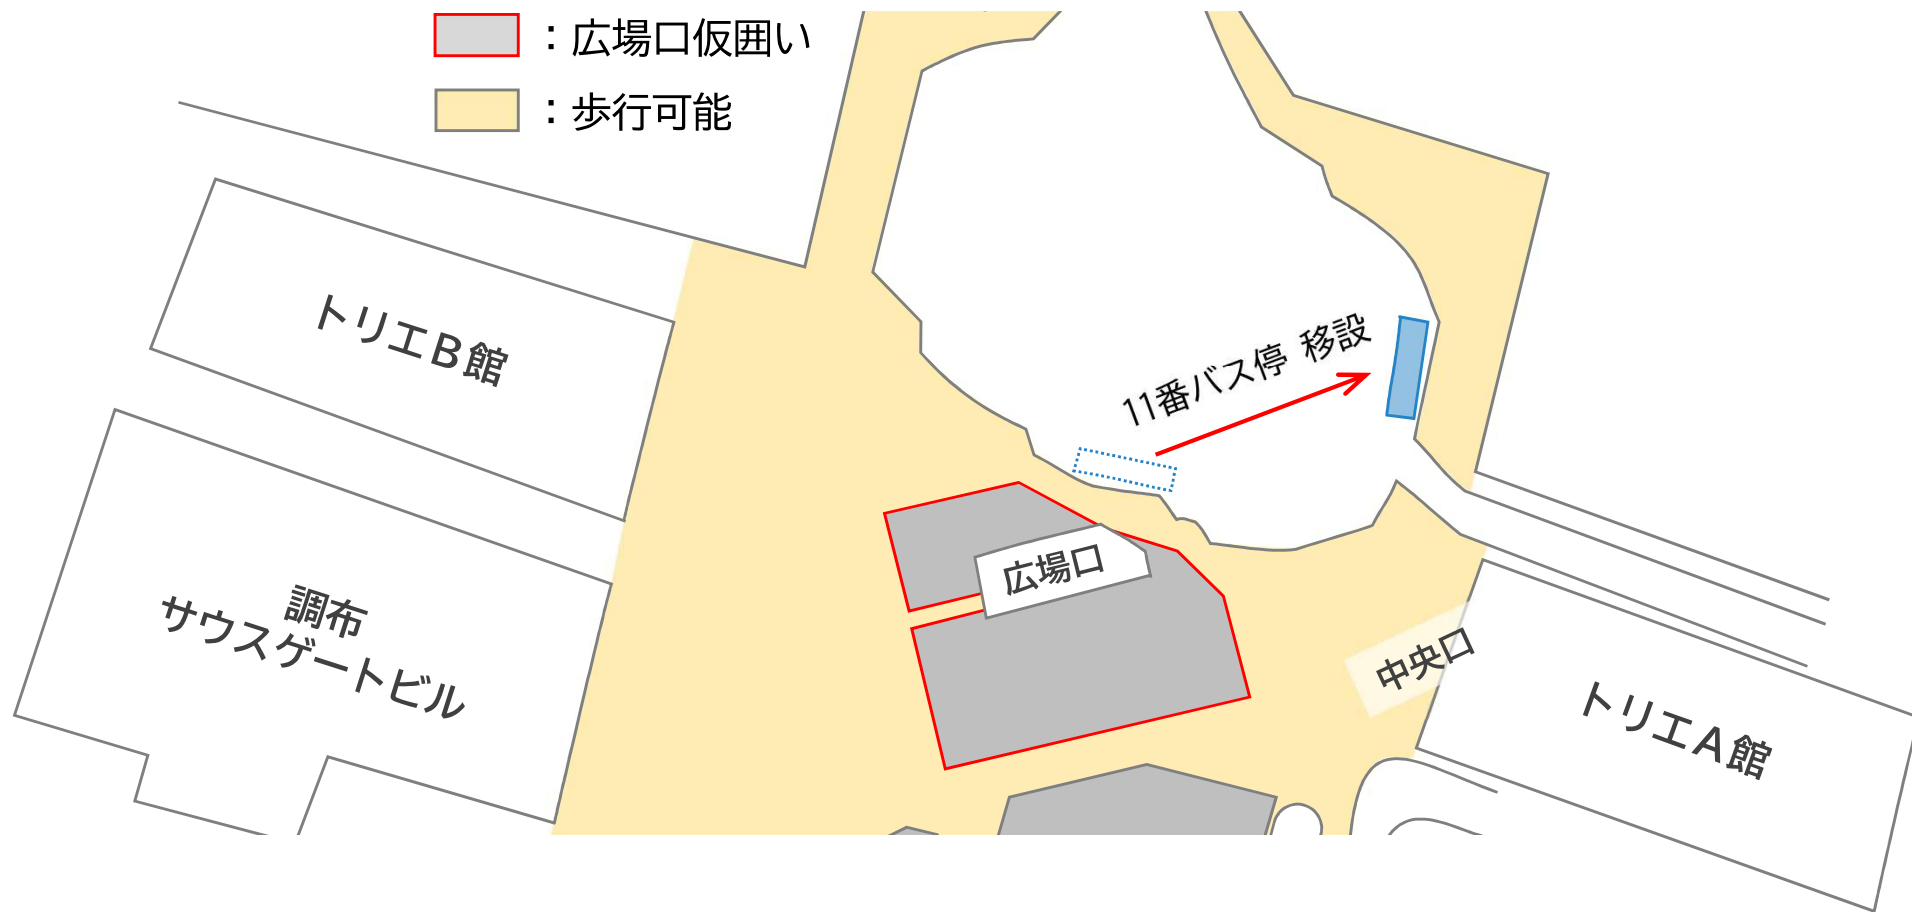 ：広場口仮囲い
：歩行可能
トリエB館
11番バス停 移設
広場口
調布
サウスゲートビル
中央口
トリエA館